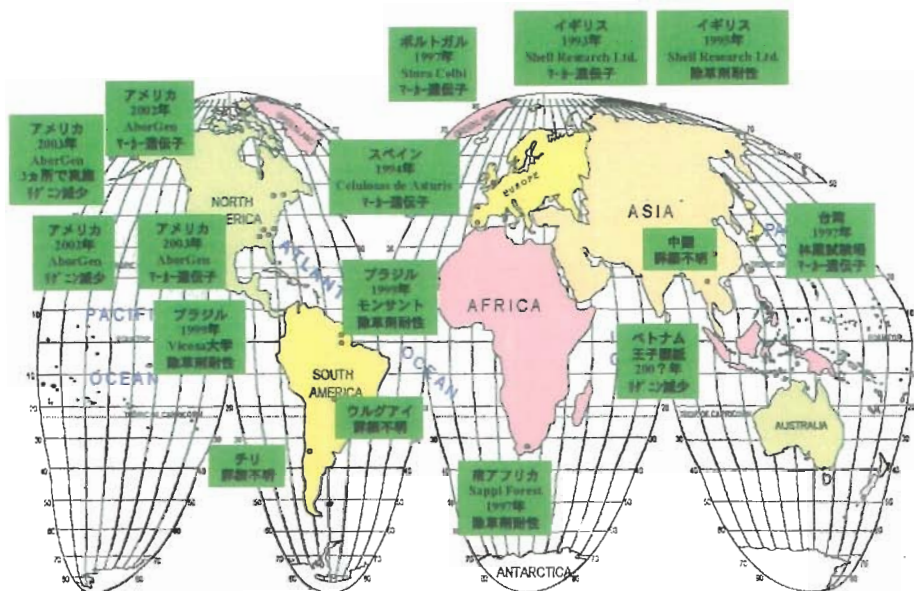 ポルトガル
1997年
Stora Celbi
マーカー遺伝子
イギリス
1993年
Shell Research Ltd.
マーカー遺伝子
イギリス
1995年
Shell Research Ltd.
除草剤耐性
アメリカ
2002年
AborGen
マーカー遺伝子
アメリカ
2003年
AborGen
3ヵ所で実施
リグニン減少
スペイン
1994年
Celulosas de Asturis
マーカー遺伝子
アメリカ
2002年
AborGen
リグニン減少
アメリカ
2003年
AborGen
マーカー遺伝子
中国
詳細不明
台湾
1997年
林業試験場
マーカー遺伝子
ブラジル
1999年
モンサント
除草剤耐性
ブラジル
1999年
Vicosa大学
除草剤耐性
ベトナム
王子製紙
200?年
リグニン減少
ウルグアイ
詳細不明
チリ
詳細不明
南アフリカ
Sappi Forest
1997年
除草剤耐性
NORTH
AMERICA
ATLANT
EUROPE
ASIA
AFRICA
PACIFI
OCEAN
SOUTH
AMERICA
OCEAN
EQUATOR
TROPIC OF CAPRICORN
AUSTRALIA
ANTARCTICA